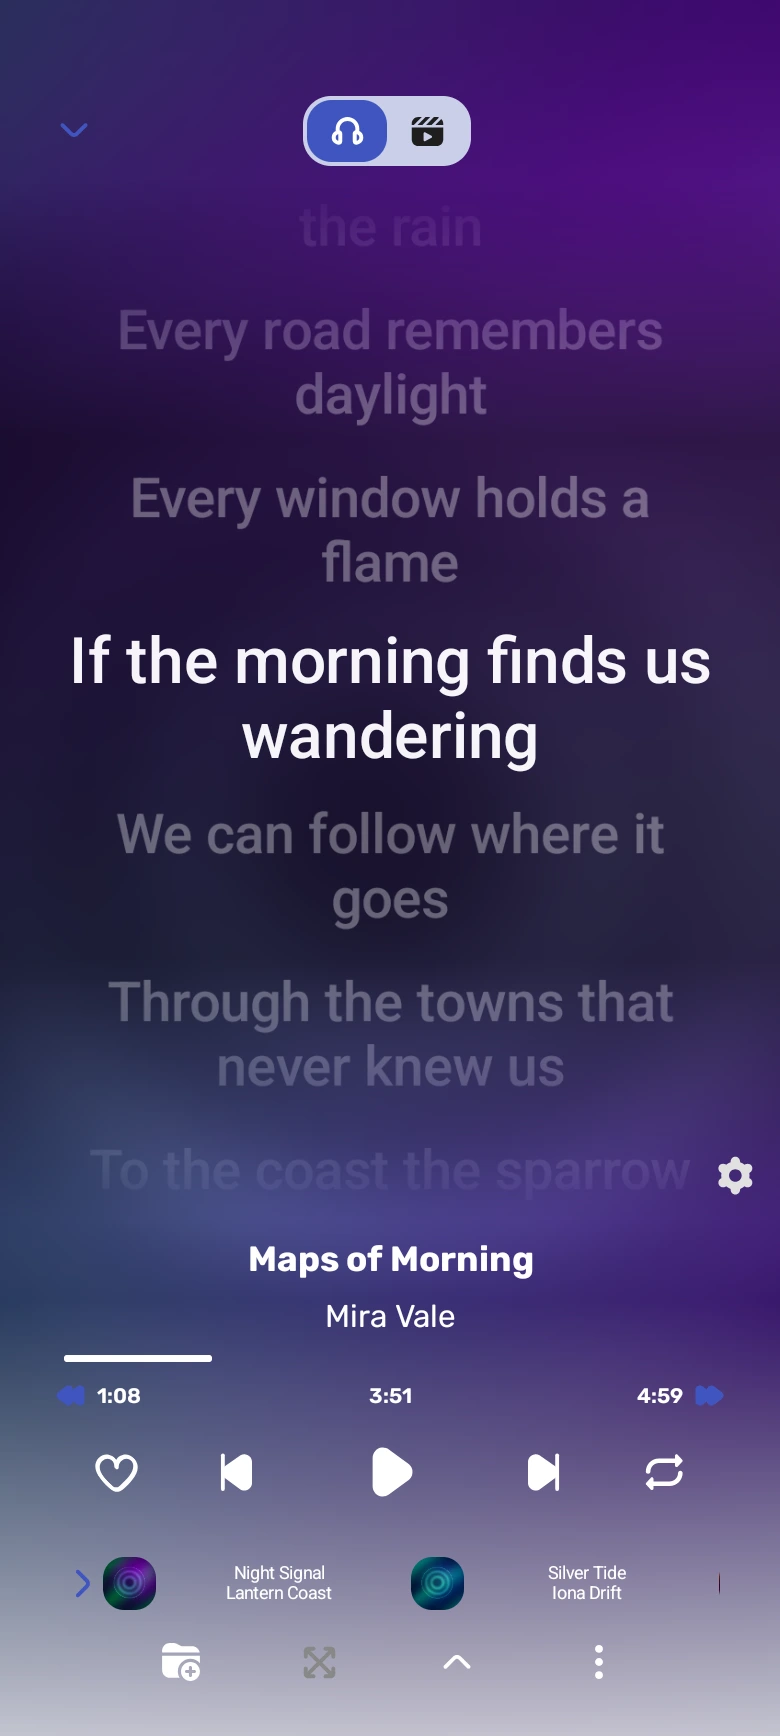 the rain
Every road remembers
daylight
Every window holds a
flame
If the morning finds us
wandering
We can follow where it
goes
Through the towns that
never knew us
To the coast the sparrow
Maps of Morning
Mira Vale
1:08 3:51 4:59
Night Signal
Lantern Coast
Silver Tide
Iona Drift